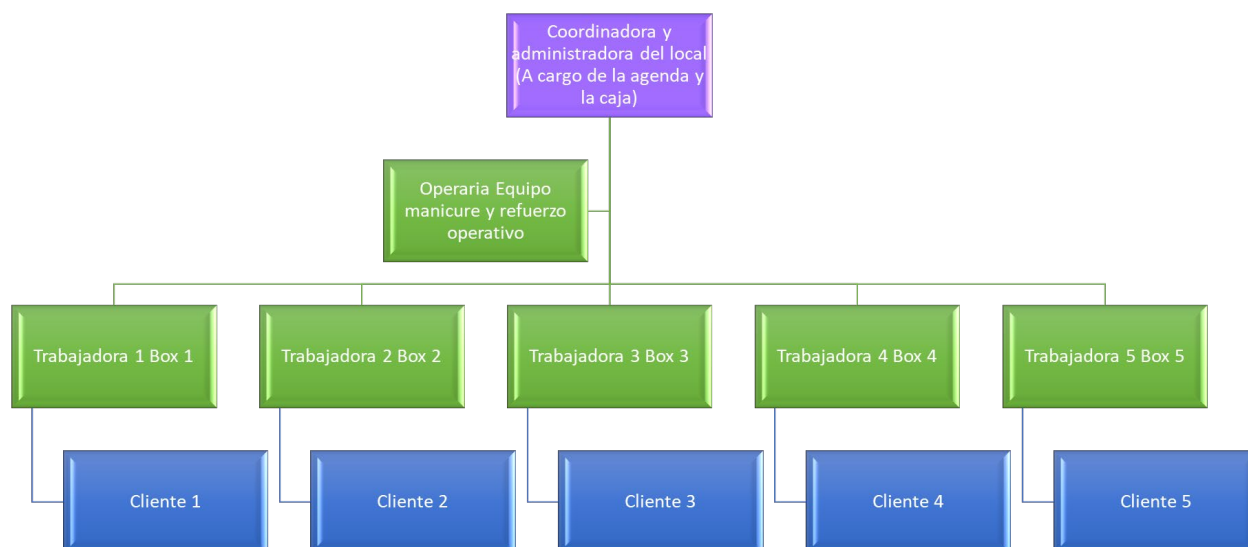 Coordinadora y
administradora del local
(A cargo de la agenda y
la caja)
Operaria Equipo
manicure y refuerzo
operativo
Trabajadora 1 Box 1
Trabajadora 2 Box 2
Trabajadora 3 Box 3
Trabajadora 4 Box 4
Trabajadora 5 Box 5
Cliente 1
Cliente 2
Cliente 3
Cliente 4
Cliente 5